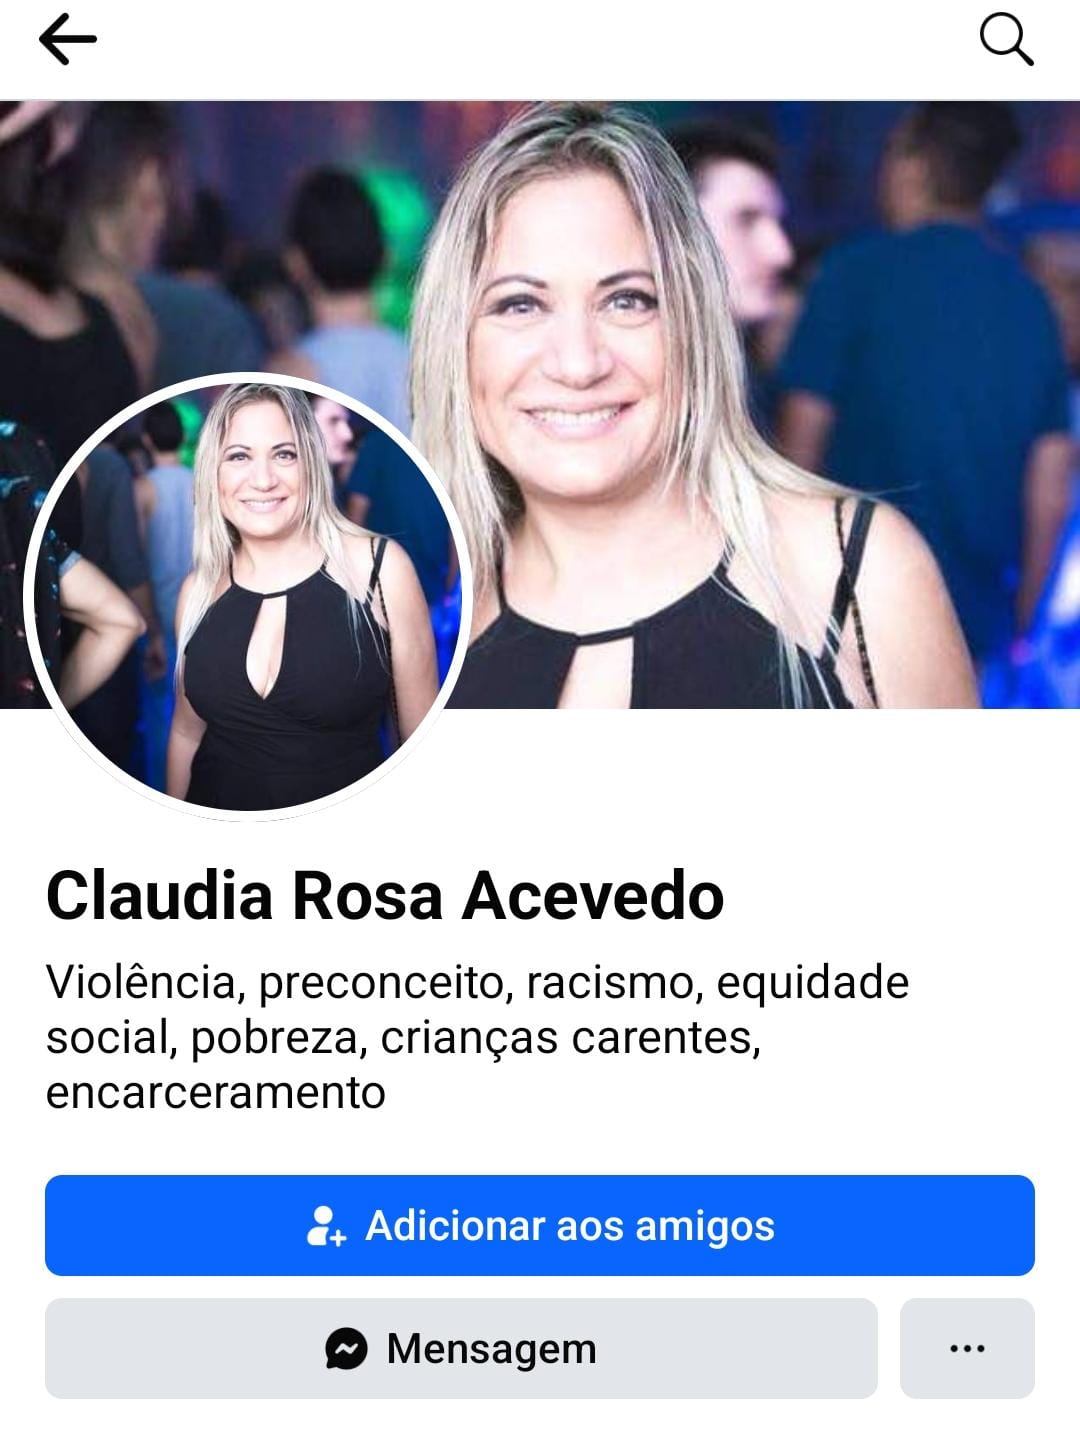 Claudia Rosa Acevedo
Violência, preconceito, racismo, equidade
social, pobreza, crianças carentes,
encarceramento
Adicionar aos amigos
Mensagem